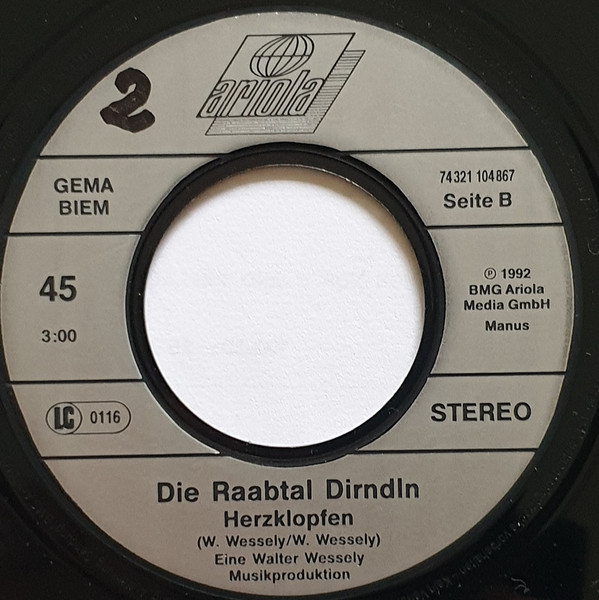 ariola
2
GEMA
BIEM
74321 104867
Seite B
45
3:00
℗ 1992
BMG Ariola
Media GmbH
Manus
LC 0116
STEREO
Die Raabtal Dirndln
Herzklopfen
(W. Wessely/W. Wessely)
Eine Walter Wessely
Musikproduktion